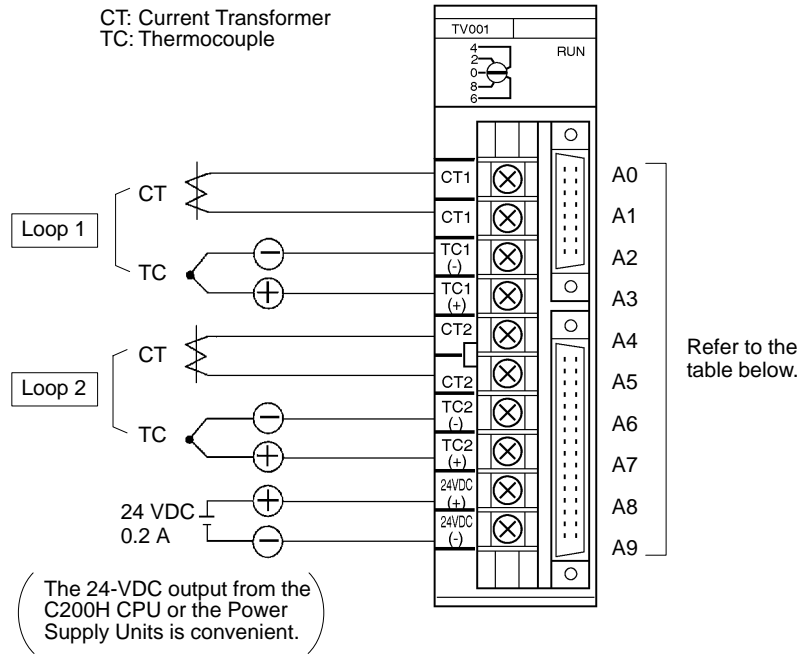 CT: Current Transformer
TC: Thermocouple
TV001
RUN
4
2
0
8
6
Loop 1
CT
TC
Loop 2
CT
TC
24 VDC
0.2 A
The 24-VDC output from the
C200H CPU or the Power
Supply Units is convenient.
CT1
CT1
TC1
(-)
TC1
(+)
CT2
CT2
TC2
(-)
TC2
(+)
24VDC
(+)
24VDC
(-)
A0
A1
A2
A3
A4
A5
A6
A7
A8
A9
Refer to the
table below.